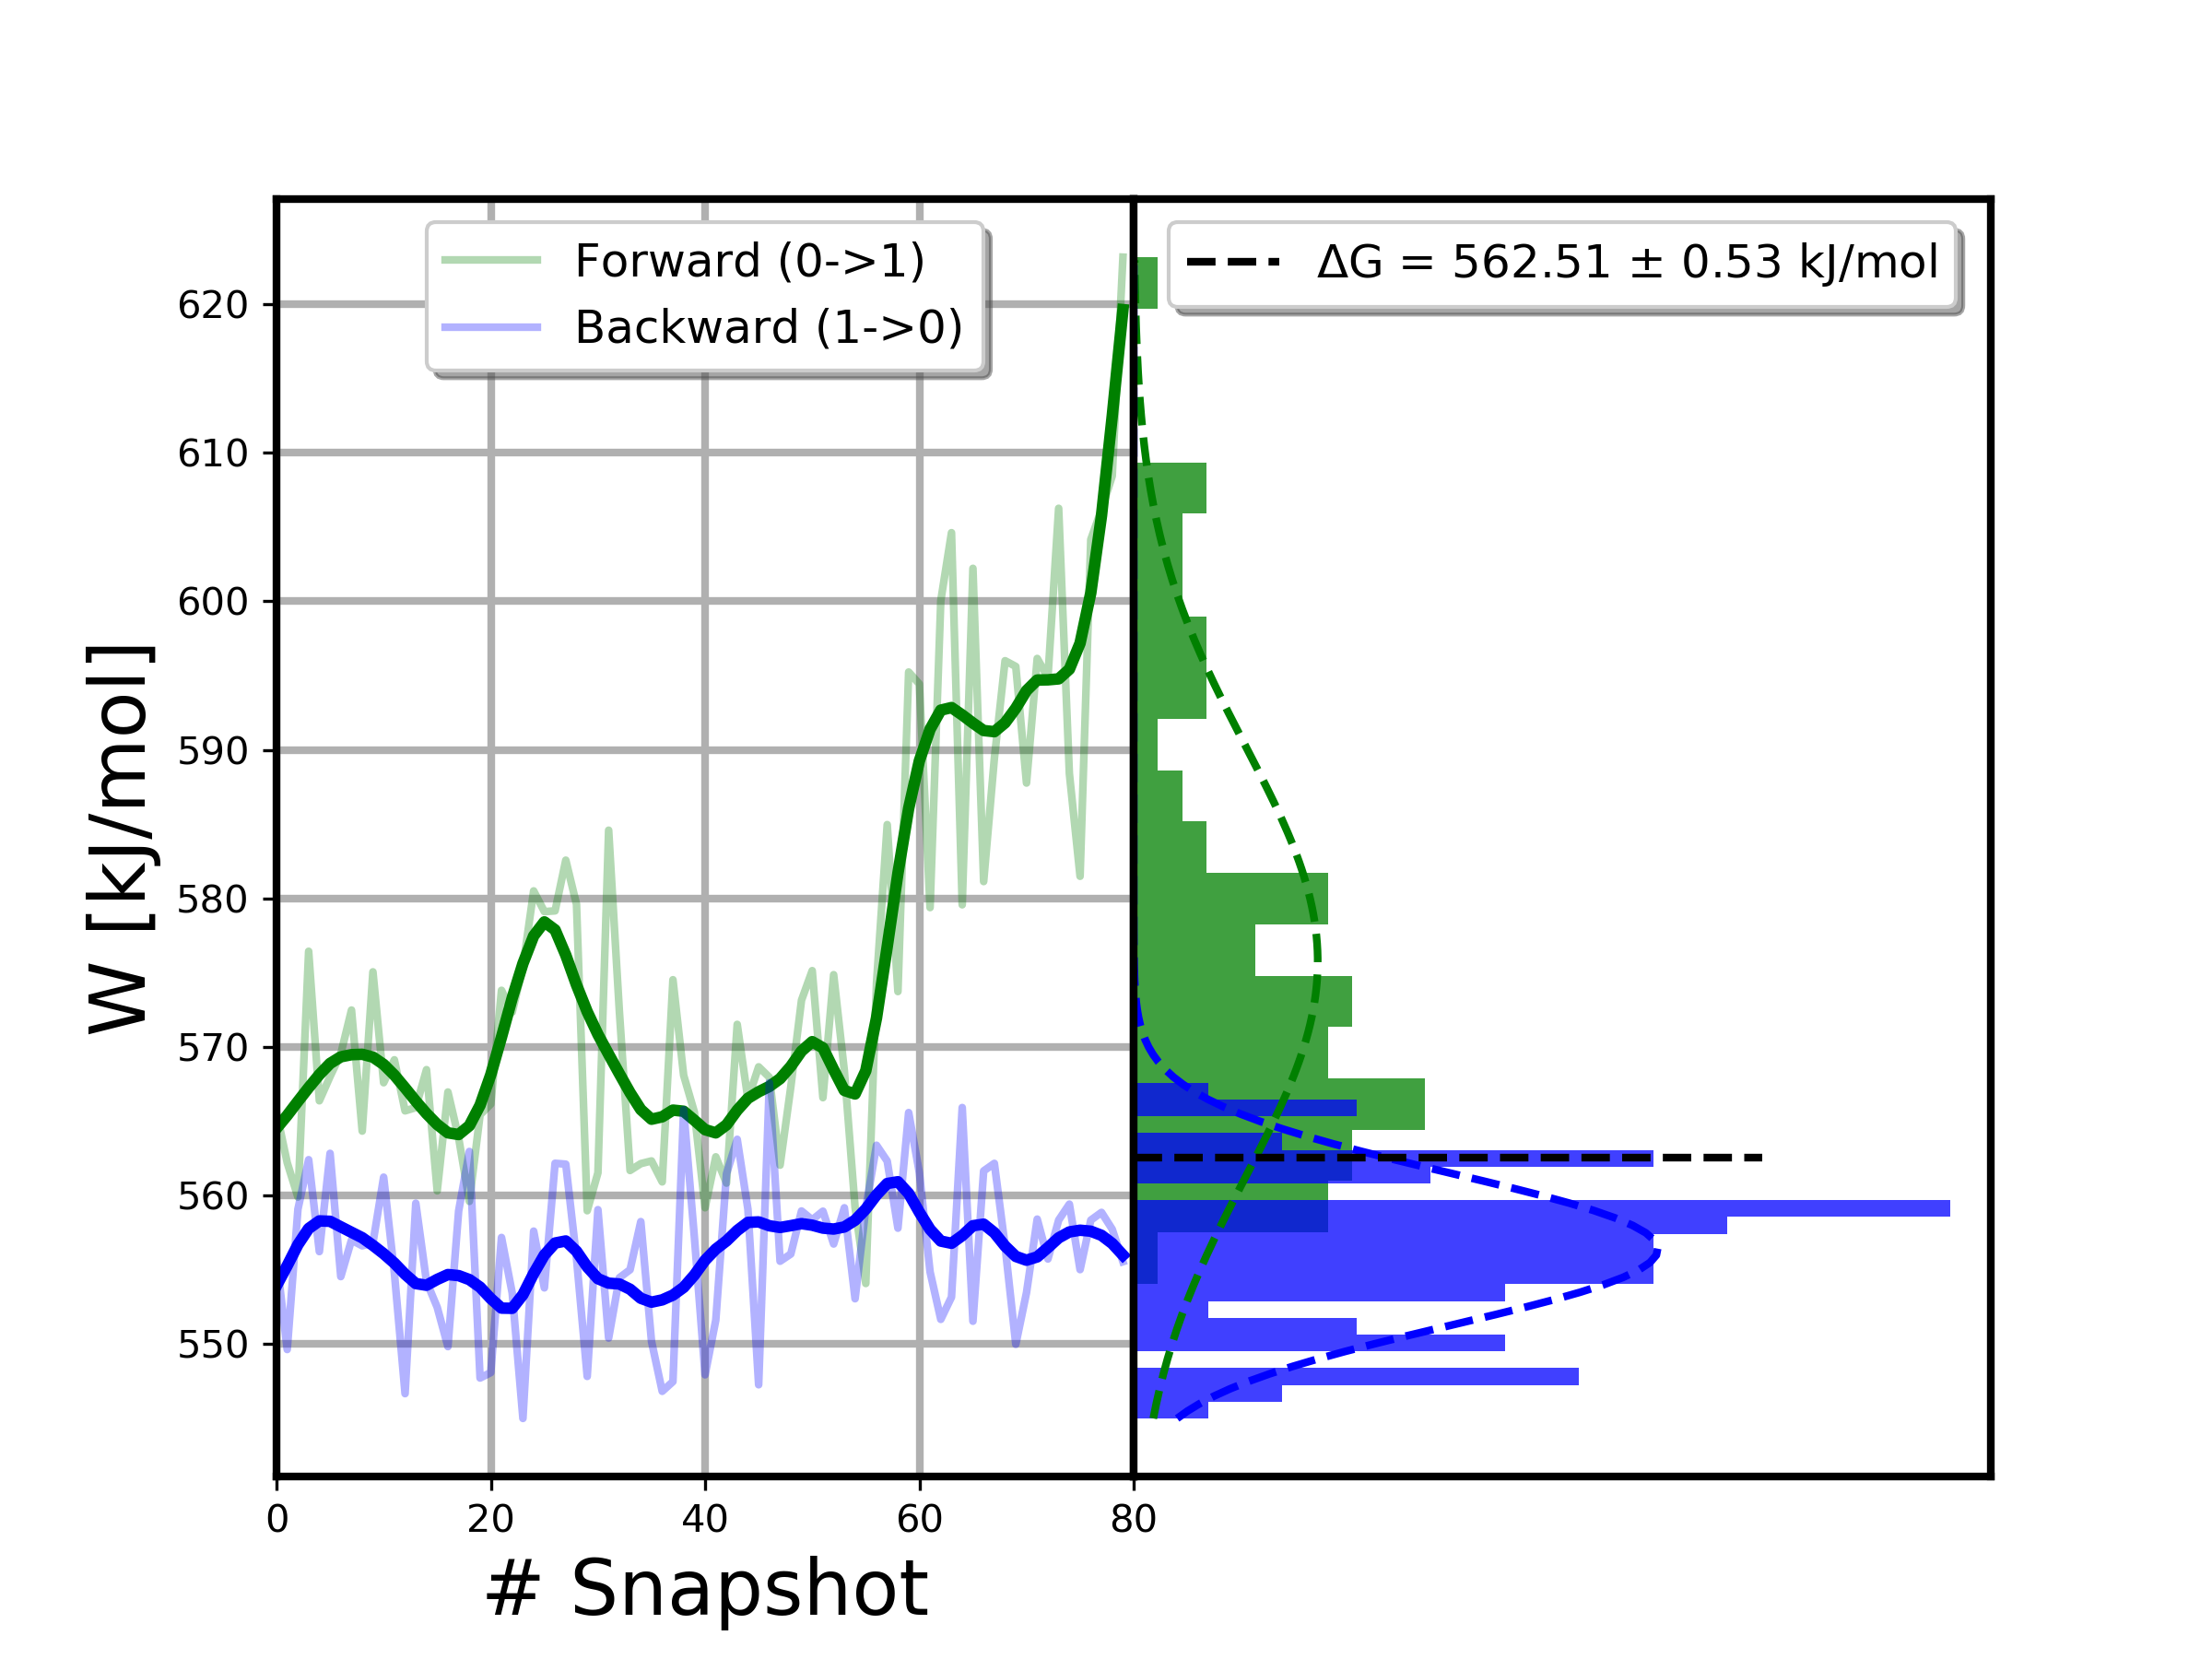 Forward (0->1)
Backward (1->0)
ΔG = 562.51 ± 0.53 kJ/mol
W [kJ/mol]
620
610
600
590
580
570
560
550
0
20
40
60
80
# Snapshot